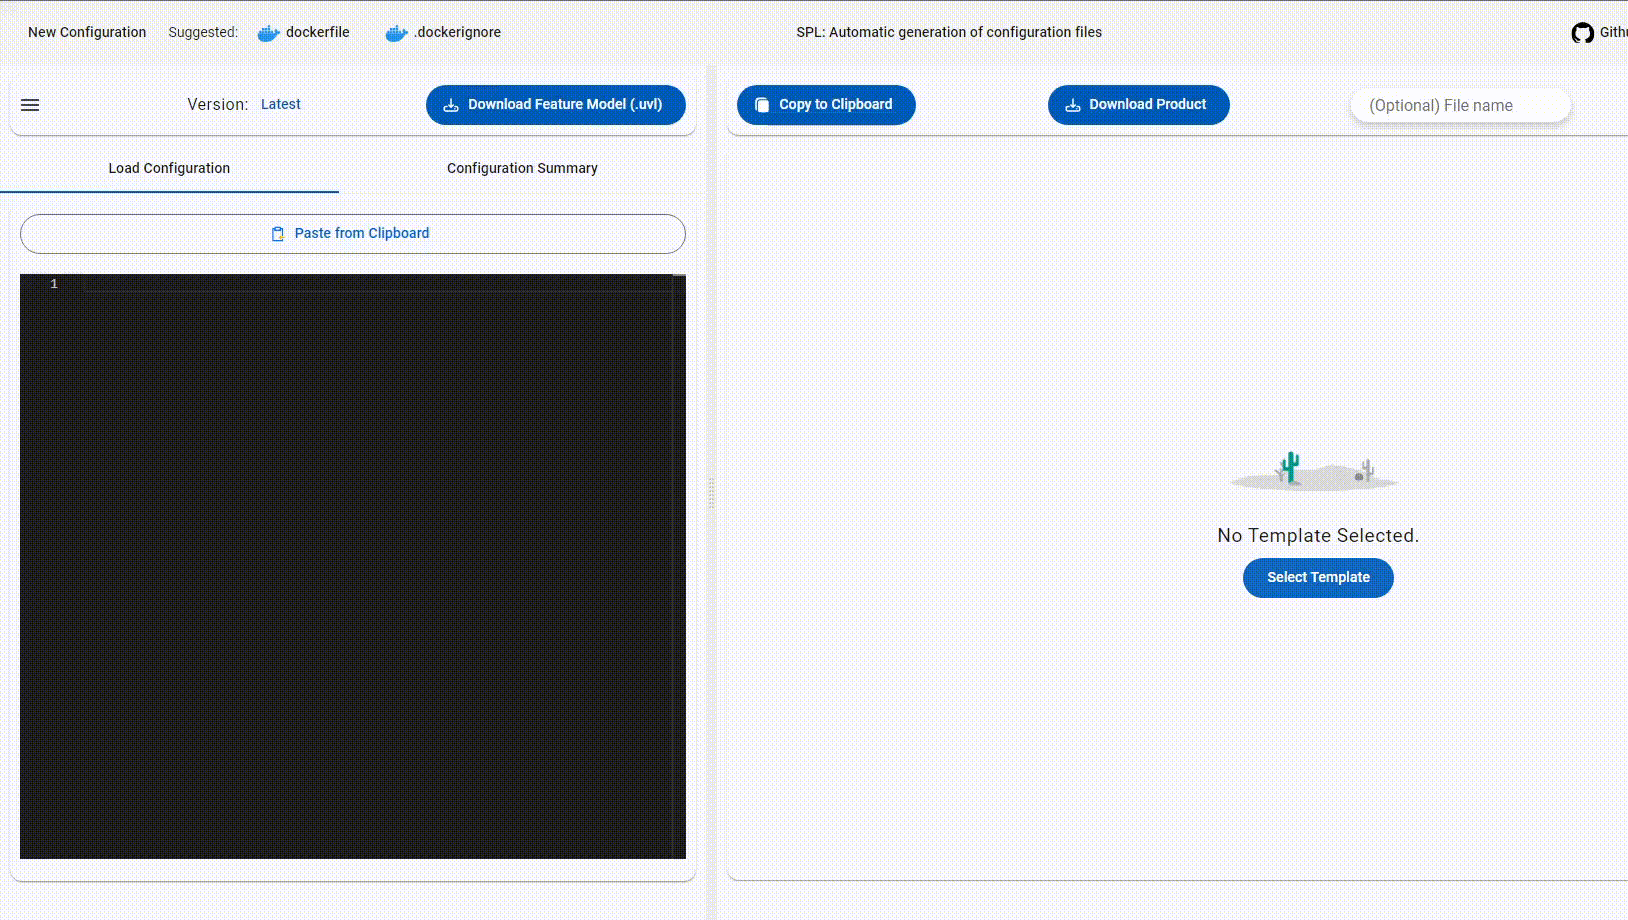 New Configuration Suggested: dockerfile .dockerignore SPL: Automatic generation of configuration files
Version: Latest Download Feature Model (.uvl) Copy to Clipboard Download Product (Optional) File name
Load Configuration Configuration Summary
Paste from Clipboard
1
No Template Selected.
Select Template